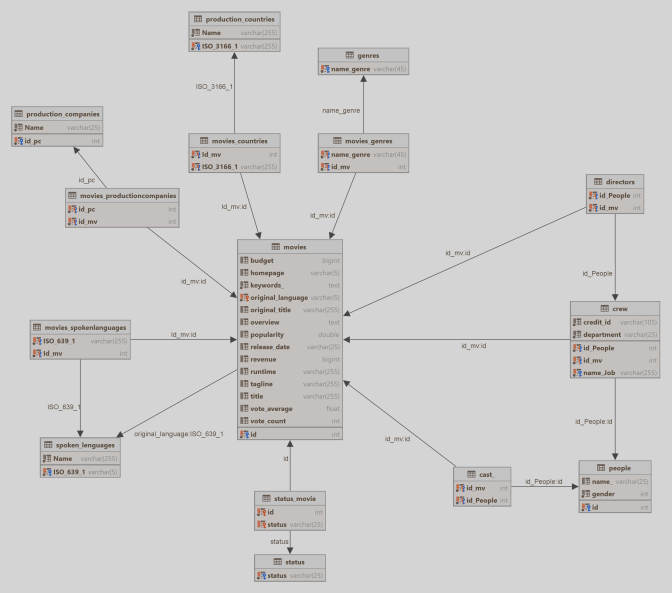 production_countries
Name varchar(255)
ISO_3166_1 varchar(255)
genres
name_genre varchar(45)
ISO_3166_1
name_genre
production_companies
Name varchar(25)
id_pc int
movies_countries
Id_mv int
ISO_3166_1 varchar(255)
movies_genres
name_genre varchar(45)
id_mv int
id_pc
movies_productioncompanies
id_pc int
id_mv int
directors
id_People int
id_mv int
id_mv:id
id_mv:id
id_mv:id
id_mv:id
id_People
movies
budget bigint
homepage varchar(5)
keywords_ text
original_language varchar(5)
original_title varchar(255)
overview text
popularity double
release_date varchar(25)
revenue bigint
runtime varchar(255)
tagline varchar(255)
title varchar(255)
vote_average float
vote_count int
id int
crew
credit_id varchar(105)
department varchar(25)
id_People int
id_mv int
name_Job varchar(255)
movies_spokenlanguages
ISO_639_1 varchar(255)
Id_mv int
Id_mv:id
id_mv:id
ISO_639_1
original_language:ISO_639_1
id_mv:id
id_People:id
spoken_lenguages
Name varchar(255)
ISO_639_1 varchar(5)
id
cast_
id_mv int
id_People int
id_People:id
people
name_ varchar(25)
gender int
id int
status_movie
id int
status varchar(25)
status
status
status varchar(25)